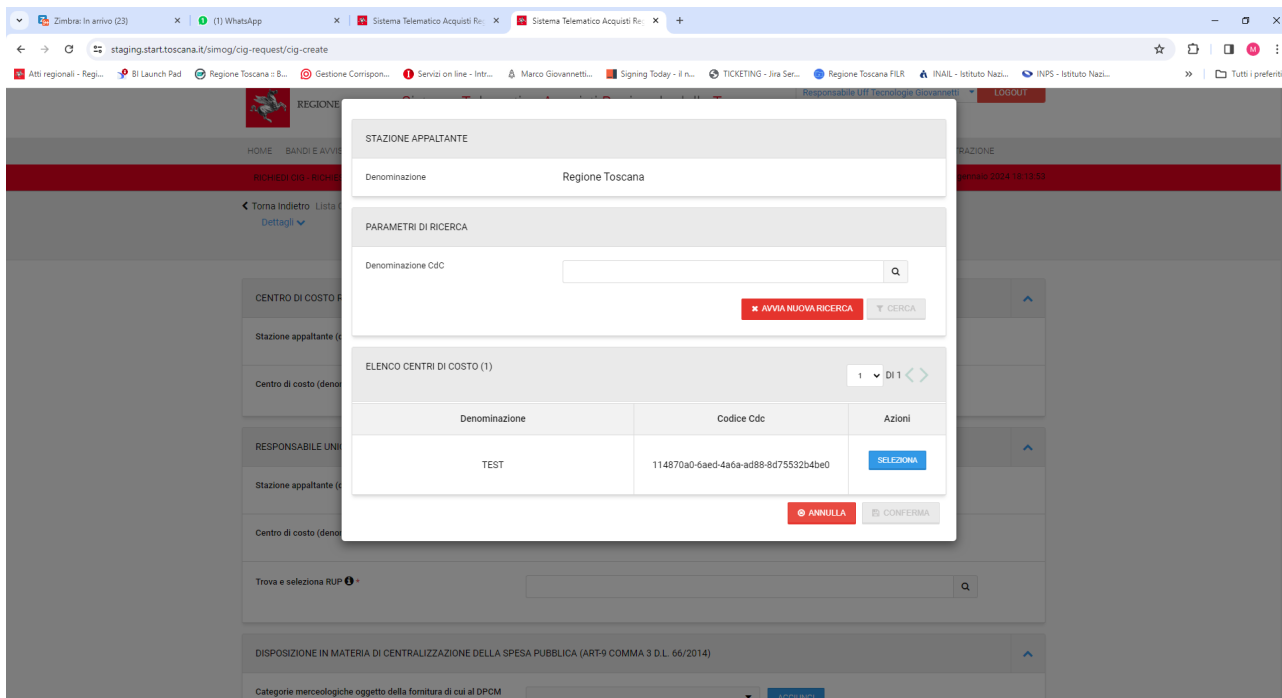 Zimbra: In arrivo (23)
(1) WhatsApp
Sistema Telematico Acquisti Re
Sistema Telematico Acquisti Re
staging.start.toscana.it/simog/cig-request/cig-create
M
Atti regionali - Regi...
BI Launch Pad
Regione Toscana :: B...
Gestione Corrispon...
Servizi on line - Intr...
Marco Giovannetti...
Signing Today - il n...
TICKETING - Jira Ser...
Regione Toscana FILR
INAIL - Istituto Nazi...
INPS - Istituto Nazi...
Tutti i preferiti
REGIONE
Responsabile Uff Tecnologie Giovannetti
LOGOUT
STAZIONE APPALTANTE
HOME BANDI E AVVIS
RAZIONE
Denominazione Regione Toscana
Torna Indietro Lista
Dettagli
PARAMETRI DI RICERCA
Denominazione CdC
CENTRO DI COSTO
AVVIA NUOVA RICERCA
CERCA
Stazione appaltante
ELENCO CENTRI DI COSTO (1)
1 DI 1
Centro di costo (denor
Denominazione Codice Cdc Azioni
RESPONSABILE UNI
TEST 114870a0-6aed-4a6a-ad88-8d75532b4be0 SELEZIONA
Stazione appaltante
ANNULLA
CONFERMA
Centro di costo (denor
Trova e seleziona RUP *
DISPOSIZIONE IN MATERIA DI CENTRALIZZAZIONE DELLA SPESA PUBBLICA (ART-9 COMMA 3 D.L. 66/2014)
Categorie merceologiche oggetto della fornitura di cui al DPCM
AGGIUNGI